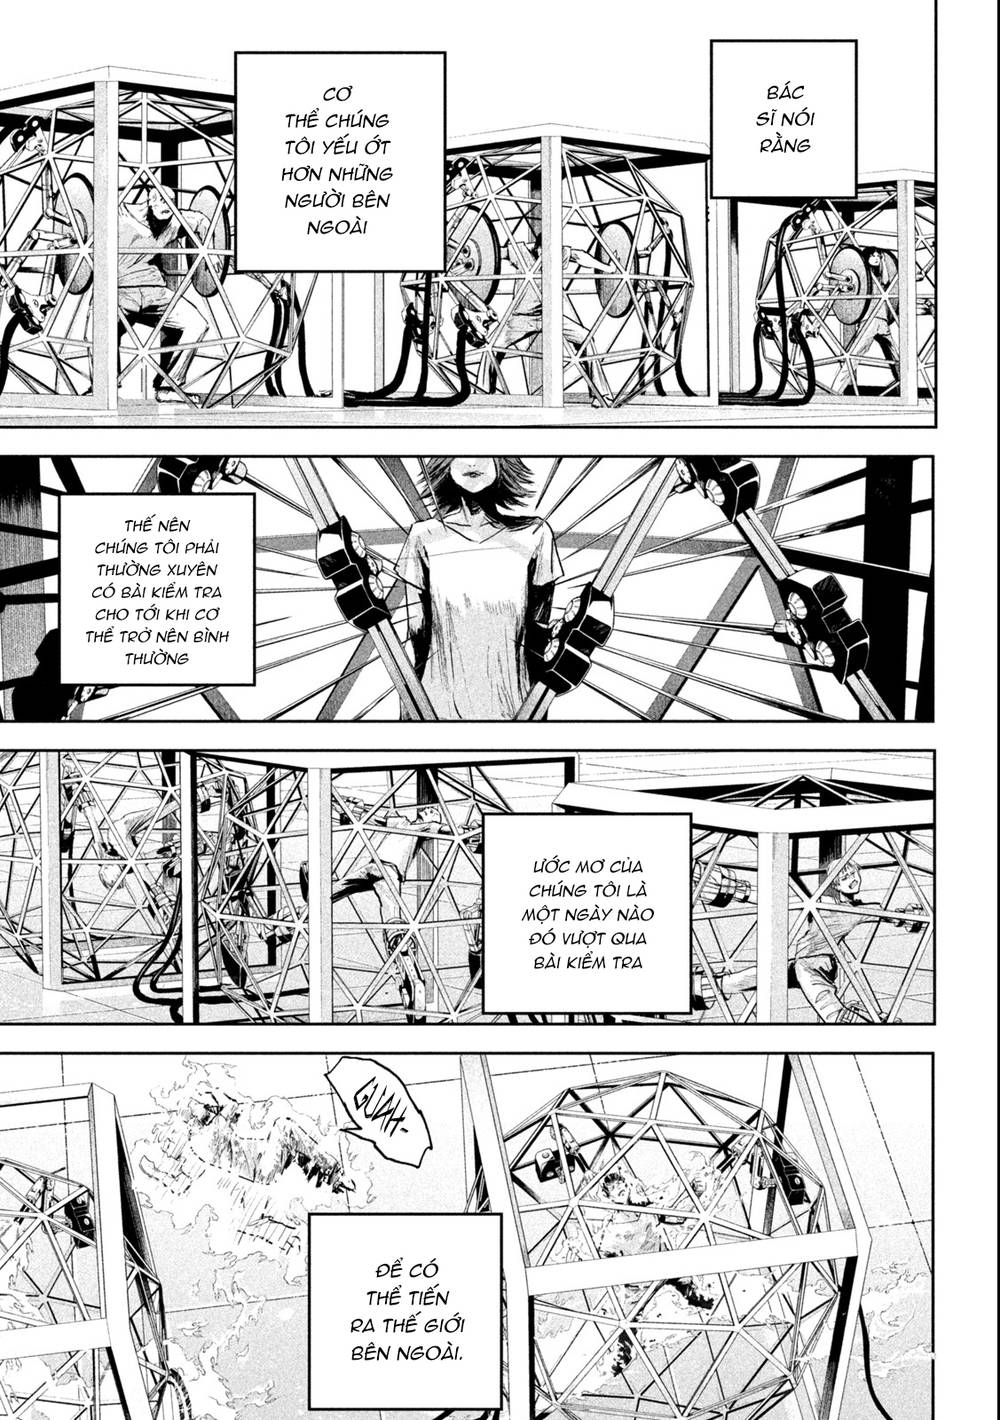 BÁC
SĨ NÓI
RẰNG
CƠ
THỂ CHÚNG
TÔI YẾU ỚT
HƠN NHỮNG
NGƯỜI BÊN
NGOÀI
THẾ NÊN
CHÚNG TÔI PHẢI
THƯỜNG XUYÊN
CÓ BÀI KIỂM TRA
CHO TỚI KHI CƠ
THỂ TRỞ NÊN BÌNH
THƯỜNG
ƯỚC MƠ CỦA
CHÚNG TÔI LÀ
MỘT NGÀY NÀO
ĐÓ VƯỢT QUA
BÀI KIỂM TRA
GUAH-
ĐỂ CÓ
THỂ TIẾN
RA THẾ GIỚI
BÊN NGOÀI.